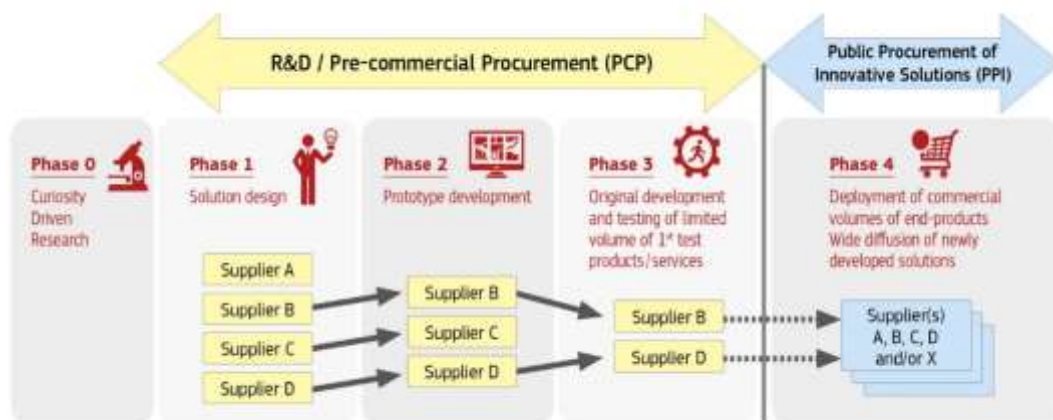 R&D / Pre-commercial Procurement (PCP)
Public Procurement of
Innovative Solutions (PPI)
Phase 0
Curiosity
Driven
Research
Phase 1
Solution design
Supplier A
Supplier B
Supplier C
Supplier D
Phase 2
Prototype development
Supplier B
Supplier C
Supplier D
Phase 3
Original development
and testing of limited
volume of 1st test
products/services
Supplier B
Supplier D
Phase 4
Deployment of commercial
volumes of end-products
Wide diffusion of newly
developed solutions
Supplier(s)
A, B, C, D
and/or X